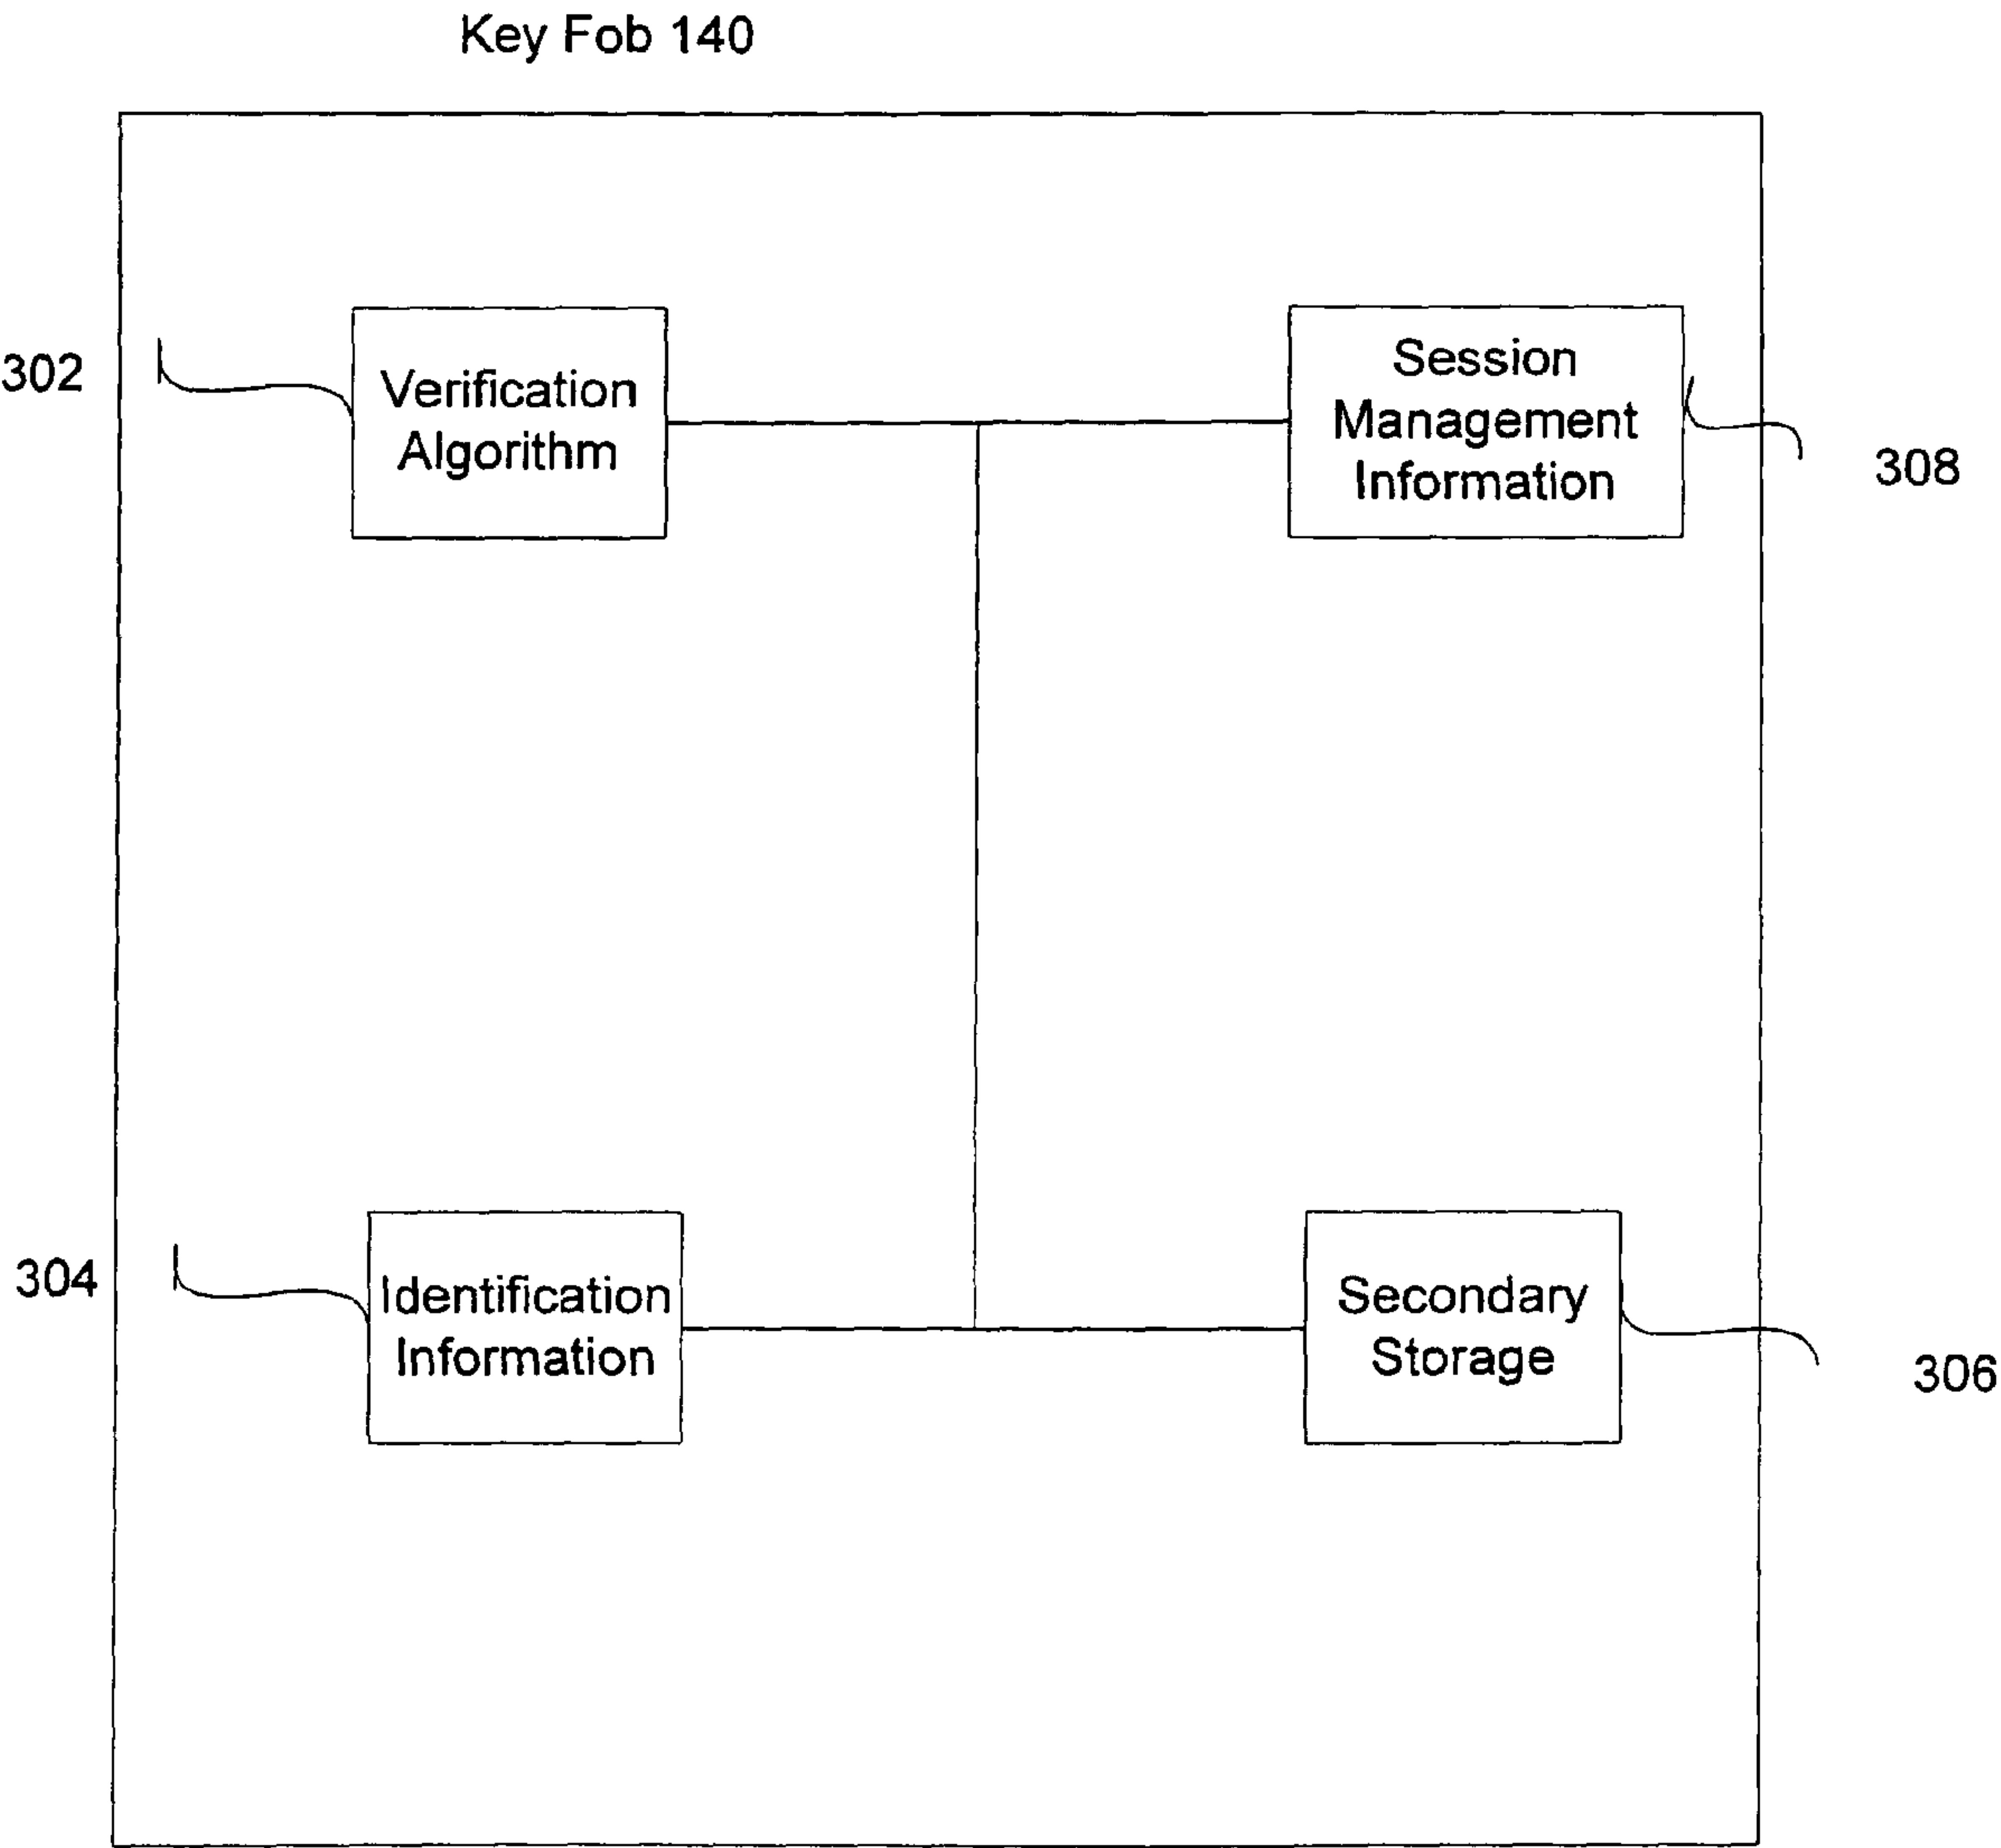 Key Fob 140
302
Verification
Algorithm
Session
Management
Information
308
304
Identification
Information
Secondary
Storage
306